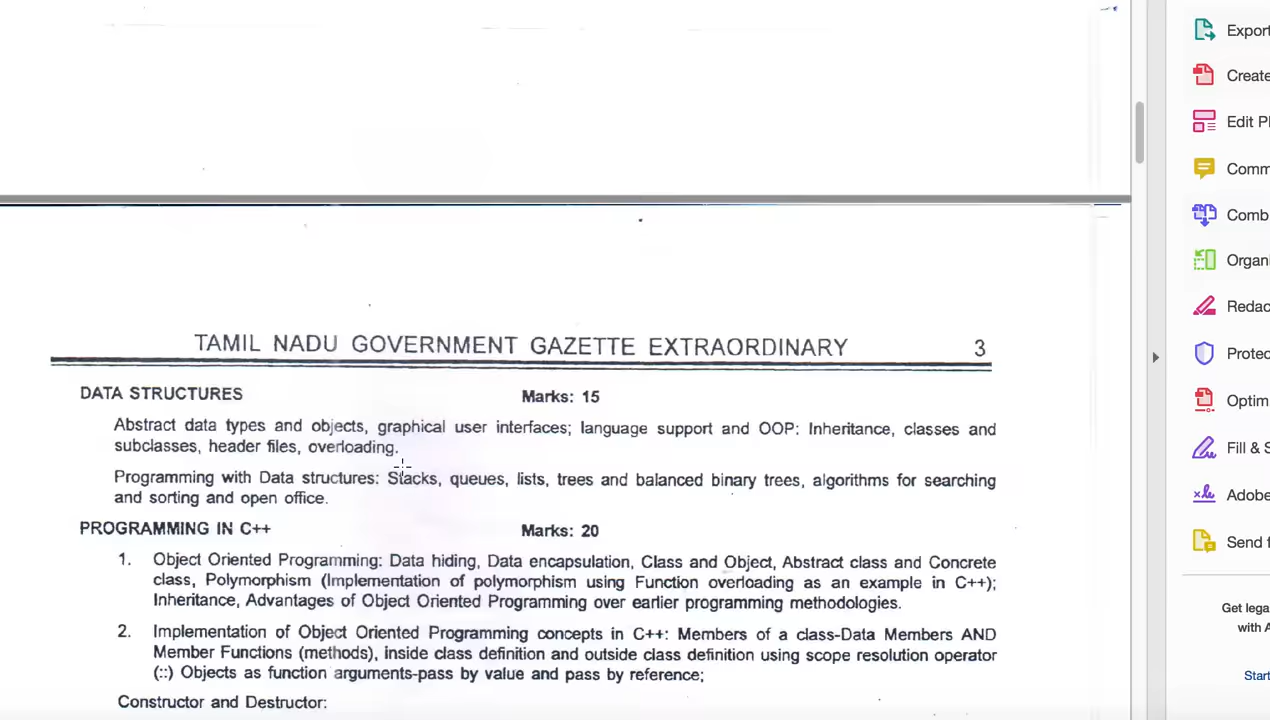 TAMIL NADU GOVERNMENT GAZETTE EXTRAORDINARY 3
DATA STRUCTURES Marks: 15
Abstract data types and objects, graphical user interfaces; language support and OOP: Inheritance, classes and
subclasses, header files, overloading.
Programming with Data structures: Stacks, queues, lists, trees and balanced binary trees, algorithms for searching
and sorting and open office.
PROGRAMMING IN C++ Marks: 20
1. Object Oriented Programming: Data hiding, Data encapsulation, Class and Object, Abstract class and Concrete
class, Polymorphism (Implementation of polymorphism using Function overloading as an example in C++);
Inheritance, Advantages of Object Oriented Programming over earlier programming methodologies.
2. Implementation of Object Oriented Programming concepts in C++: Members of a class-Data Members AND
Member Functions (methods), inside class definition and outside class definition using scope resolution operator
(::) Objects as function arguments-pass by value and pass by reference;
Constructor and Destructor:
Export
Create
Edit P
Comm
Comb
Organi
Redac
Protec
Optim
Fill & S
Adobe
Send f
Get lega
with A
Start